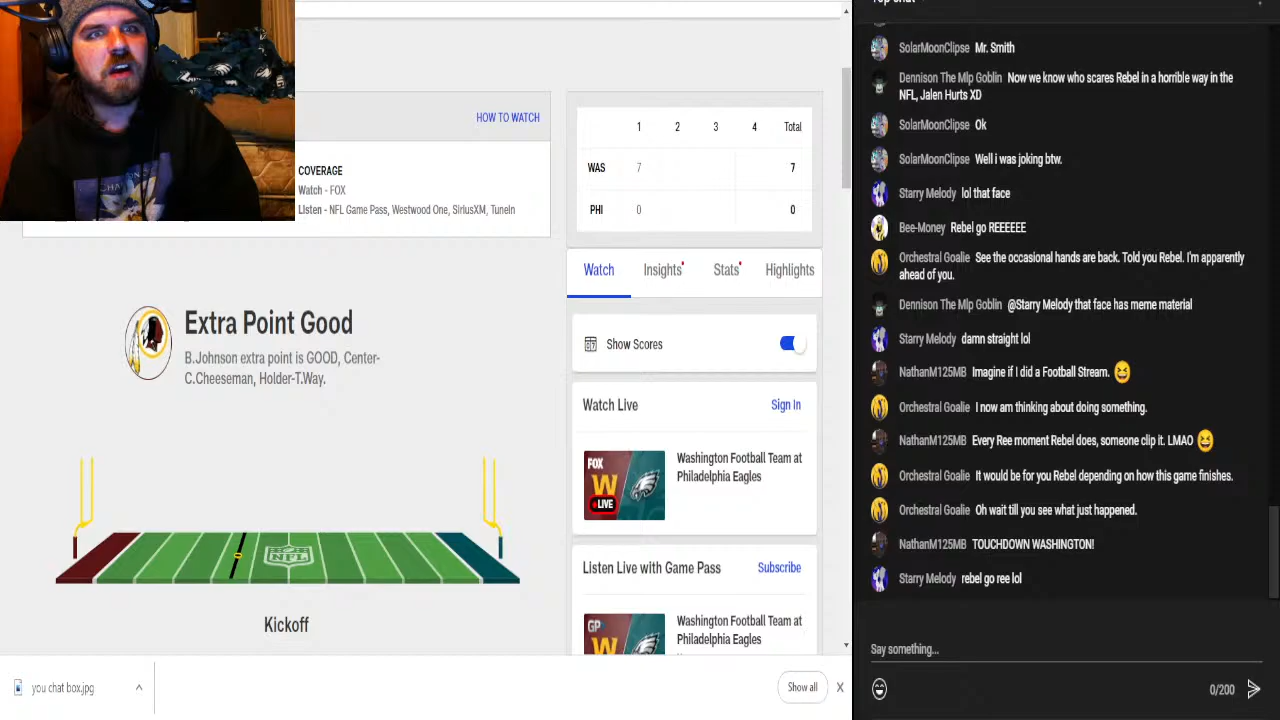 HOW TO WATCH
COVERAGE
Watch - FOX
Listen - NFL Game Pass, Westwood One, SiriusXM, TuneIn
1 2 3 4 Total
WAS 7 7
PHI 0 0
Watch Insights Stats Highlights
Extra Point Good
B.Johnson extra point is GOOD, Center-
C.Cheeseman, Holder-T.Way.
NFL
Kickoff
Show Scores
Watch Live Sign In
FOX
W
LIVE
Washington Football Team at
Philadelphia Eagles
Listen Live with Game Pass Subscribe
GP
W
Washington Football Team at
Philadelphia Eagles
you chat box.jpg
Show all X
SolarMoonClipse Mr. Smith
Dennison The Mlp Goblin Now we know who scares Rebel in a horrible way in the
NFL, Jalen Hurts XD
SolarMoonClipse Ok
SolarMoonClipse Well i was joking btw.
Starry Melody lol that face
Bee-Money Rebel go REEEEEE
Orchestral Goalie See the occasional hands are back. Told you Rebel. I'm apparently
ahead of you.
Dennison The Mlp Goblin @Starry Melody that face has meme material
Starry Melody damn straight lol
NathanM125MB Imagine if I did a Football Stream. 😆
Orchestral Goalie I now am thinking about doing something.
NathanM125MB Every Ree moment Rebel does, someone clip it. LMAO 😆
Orchestral Goalie It would be for you Rebel depending on how this game finishes.
Orchestral Goalie Oh wait till you see what just happened.
NathanM125MB TOUCHDOWN WASHINGTON!
Starry Melody rebel go ree lol
Say something...
0/200